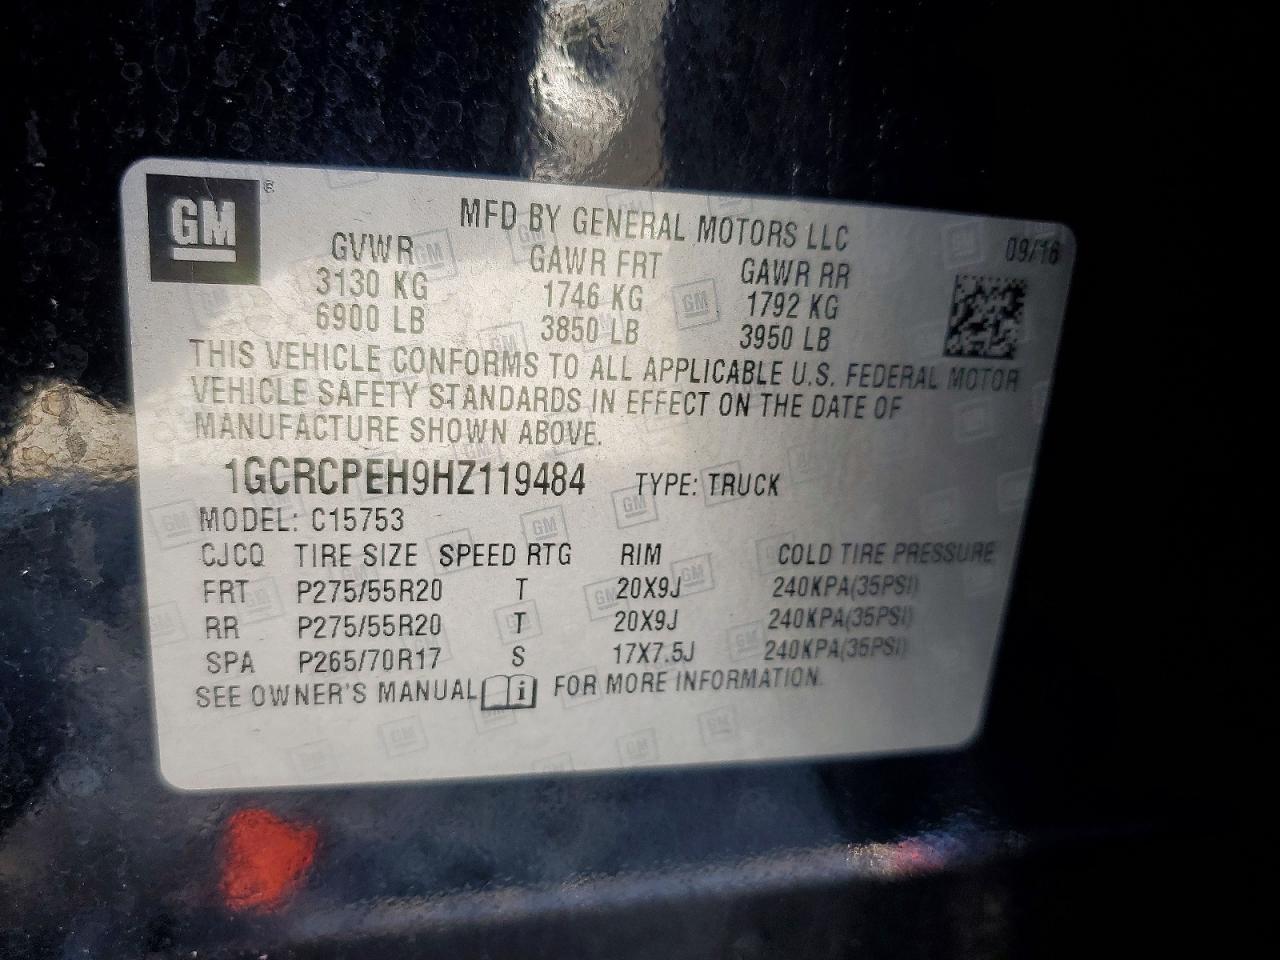 GM ®
MFD BY GENERAL MOTORS LLC 09/16
GVWR GAWR FRT GAWR RR
3130 KG 1746 KG 1792 KG
6900 LB 3850 LB 3950 LB
THIS VEHICLE CONFORMS TO ALL APPLICABLE U.S. FEDERAL MOTOR
VEHICLE SAFETY STANDARDS IN EFFECT ON THE DATE OF
MANUFACTURE SHOWN ABOVE.
1GCRCPEH9HZ119484 TYPE: TRUCK
MODEL: C15753
CJCQ TIRE SIZE SPEED RTG RIM COLD TIRE PRESSURE
FRT P275/55R20 T 20X9J 240KPA(35PSI)
RR P275/55R20 T 20X9J 240KPA(35PSI)
SPA P265/70R17 S 17X7.5J 240KPA(35PSI)
SEE OWNER'S MANUAL i FOR MORE INFORMATION.